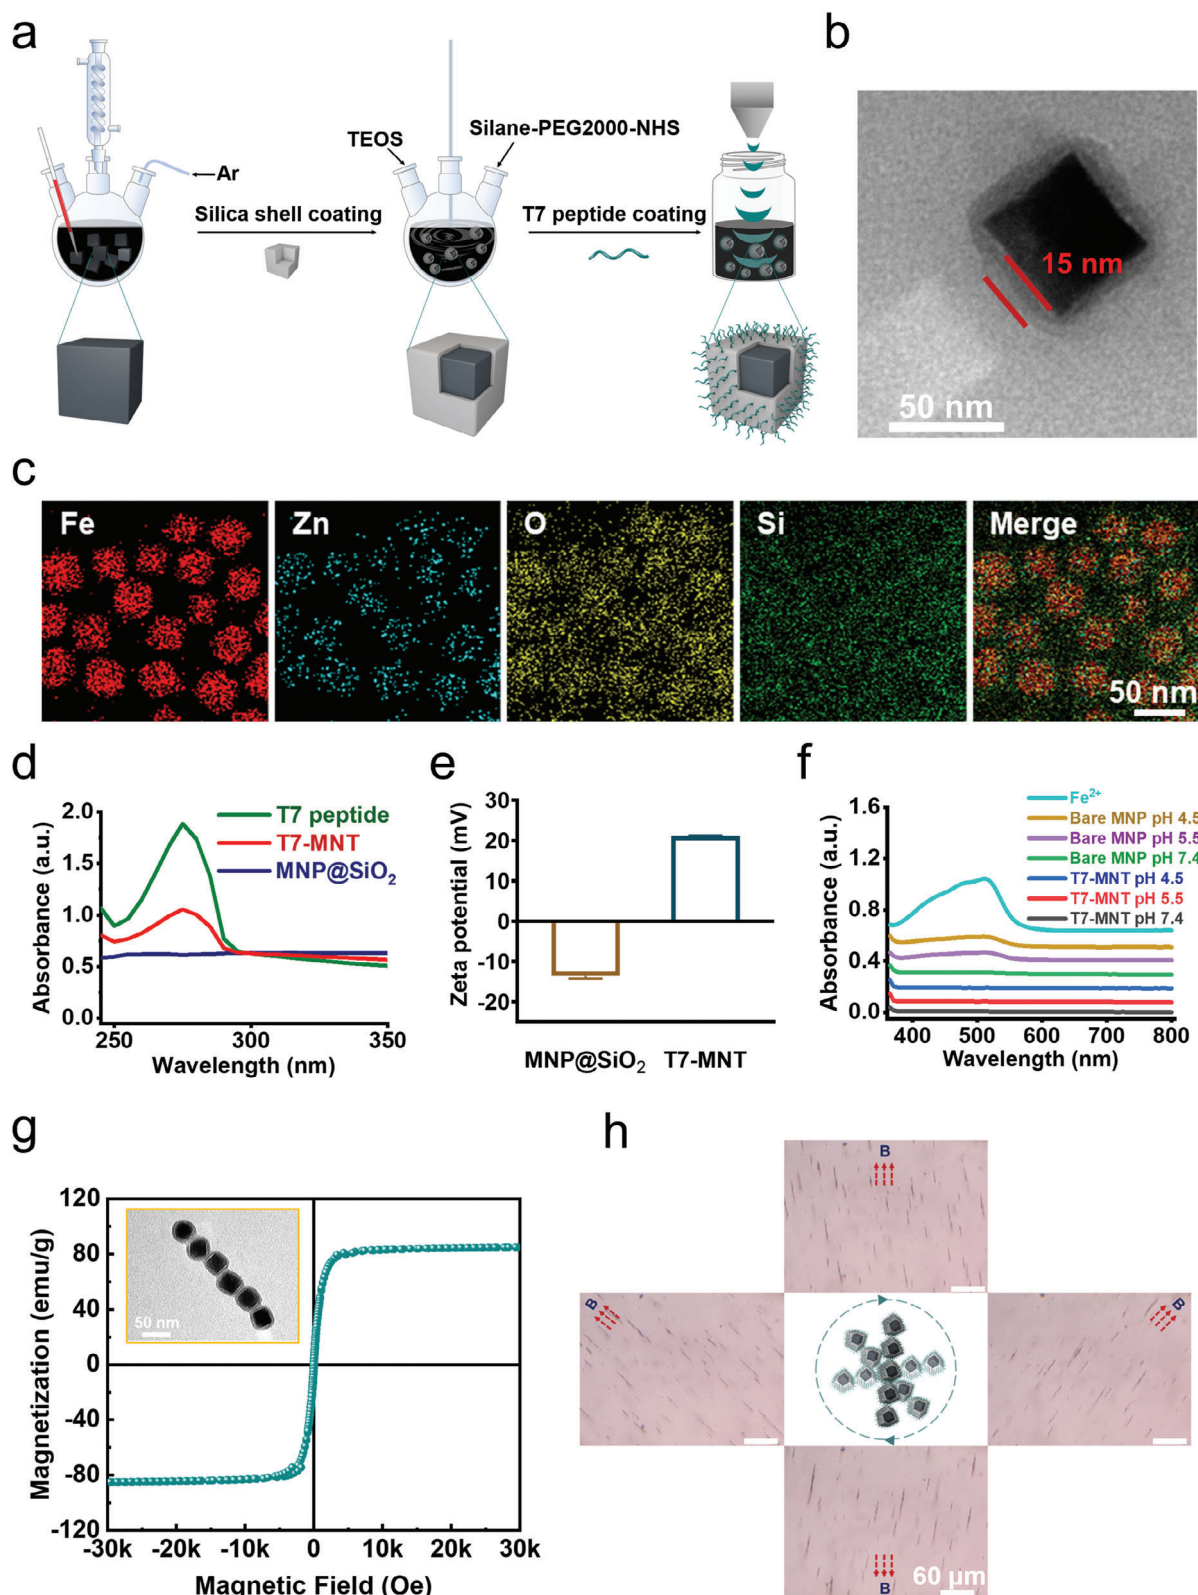 a
TEOS
Silane-PEG2000-NHS
Ar
Silica shell coating
T7 peptide coating
b
15 nm
50 nm
c
Fe
Zn
O
Si
Merge
50 nm
d
Absorbance (a.u.)
2.0
1.5
1.0
0.5
0.0
T7 peptide
T7-MNT
MNP@SiO₂
250
300
350
Wavelength (nm)
e
Zeta potential (mV)
30
20
10
0
-10
-20
MNP@SiO₂
T7-MNT
f
Absorbance (a.u.)
1.6
1.2
0.8
0.4
0.0
Fe²⁺
Bare MNP pH 4.5
Bare MNP pH 5.5
Bare MNP pH 7.4
T7-MNT pH 4.5
T7-MNT pH 5.5
T7-MNT pH 7.4
400
500
600
700
800
Wavelength (nm)
g
Magnetization (emu/g)
120
80
40
0
-40
-80
-120
50 nm
-30k
-20k
-10k
0
10k
20k
30k
Magnetic Field (Oe)
h
B
B
B
B
60 µm